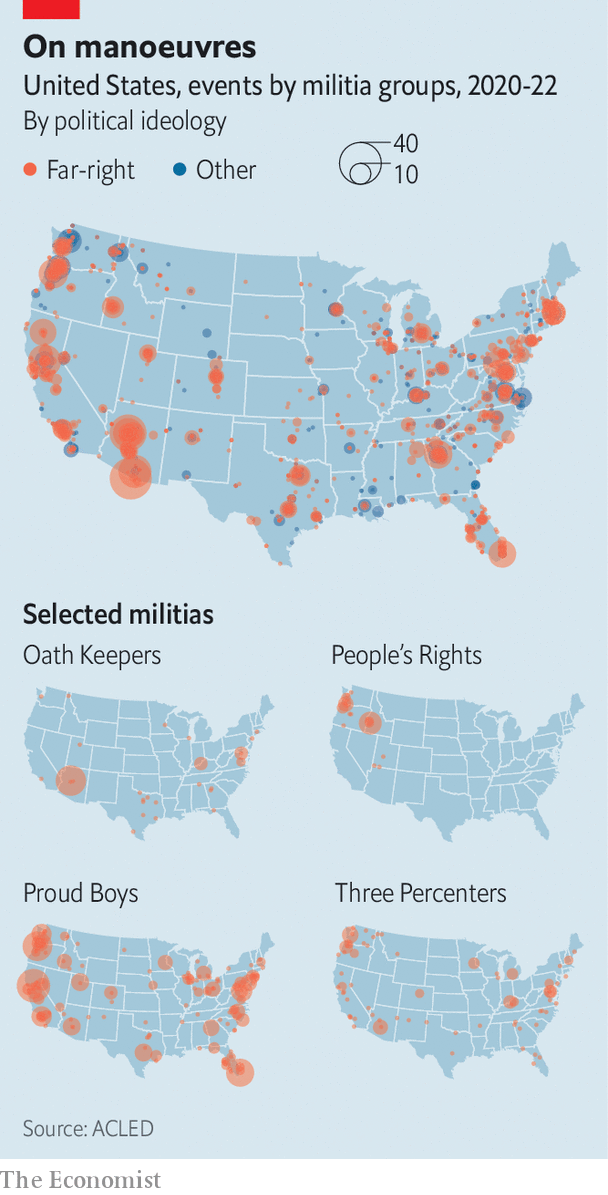 On manoeuvres
United States, events by militia groups, 2020-22
By political ideology
Far-right
Other
40
10
Selected militias
Oath Keepers
People's Rights
Proud Boys
Three Percenters
Source: ACLED
The Economist